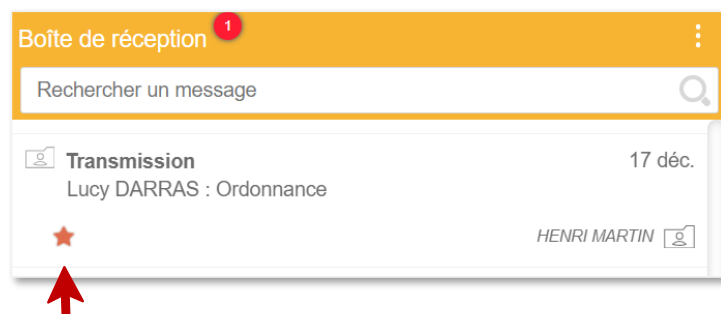 Boîte de réception 1
Rechercher un message
Transmission 17 déc.
Lucy DARRAS : Ordonnance
HENRI MARTIN